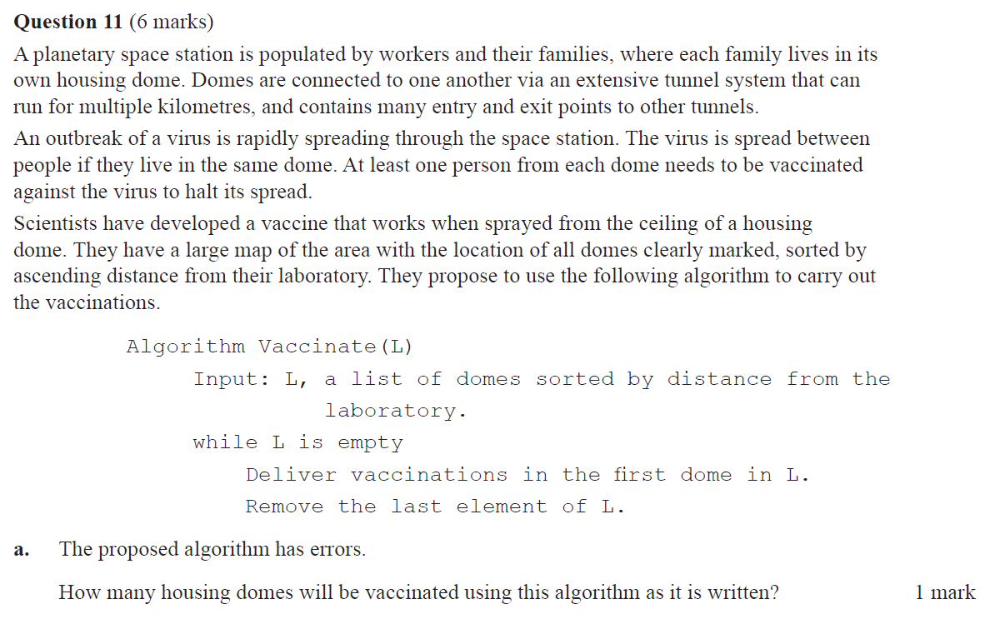 Question 11 (6 marks)
A planetary space station is populated by workers and their families, where each family lives in its
own housing dome. Domes are connected to one another via an extensive tunnel system that can
run for multiple kilometres, and contains many entry and exit points to other tunnels.
An outbreak of a virus is rapidly spreading through the space station. The virus is spread between
people if they live in the same dome. At least one person from each dome needs to be vaccinated
against the virus to halt its spread.
Scientists have developed a vaccine that works when sprayed from the ceiling of a housing
dome. They have a large map of the area with the location of all domes clearly marked, sorted by
ascending distance from their laboratory. They propose to use the following algorithm to carry out
the vaccinations.
Algorithm Vaccinate(L)
Input: L, a list of domes sorted by distance from the
laboratory.
while L is empty
Deliver vaccinations in the first dome in L.
Remove the last element of L.
a. The proposed algorithm has errors.
How many housing domes will be vaccinated using this algorithm as it is written? 1 mark